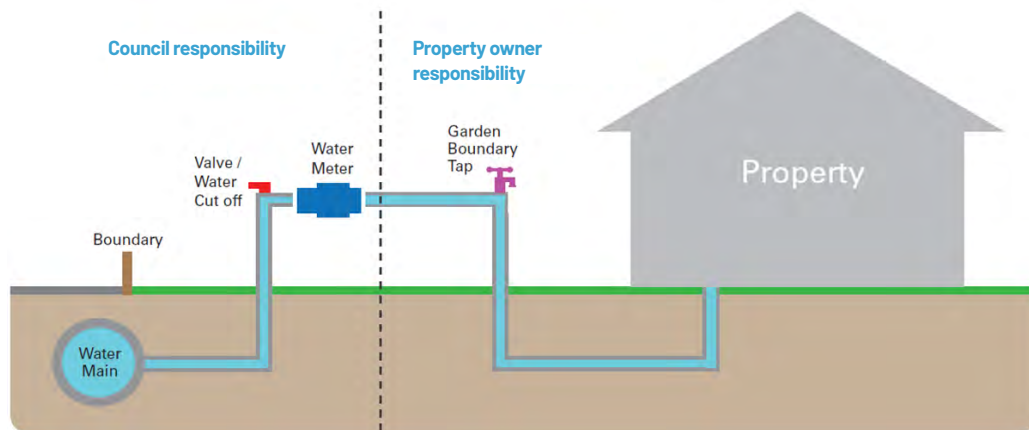 Council responsibility
Property owner
responsibility
Garden
Boundary
Tap
Water
Meter
Valve /
Water
Cut off
Property
Boundary
Water
Main